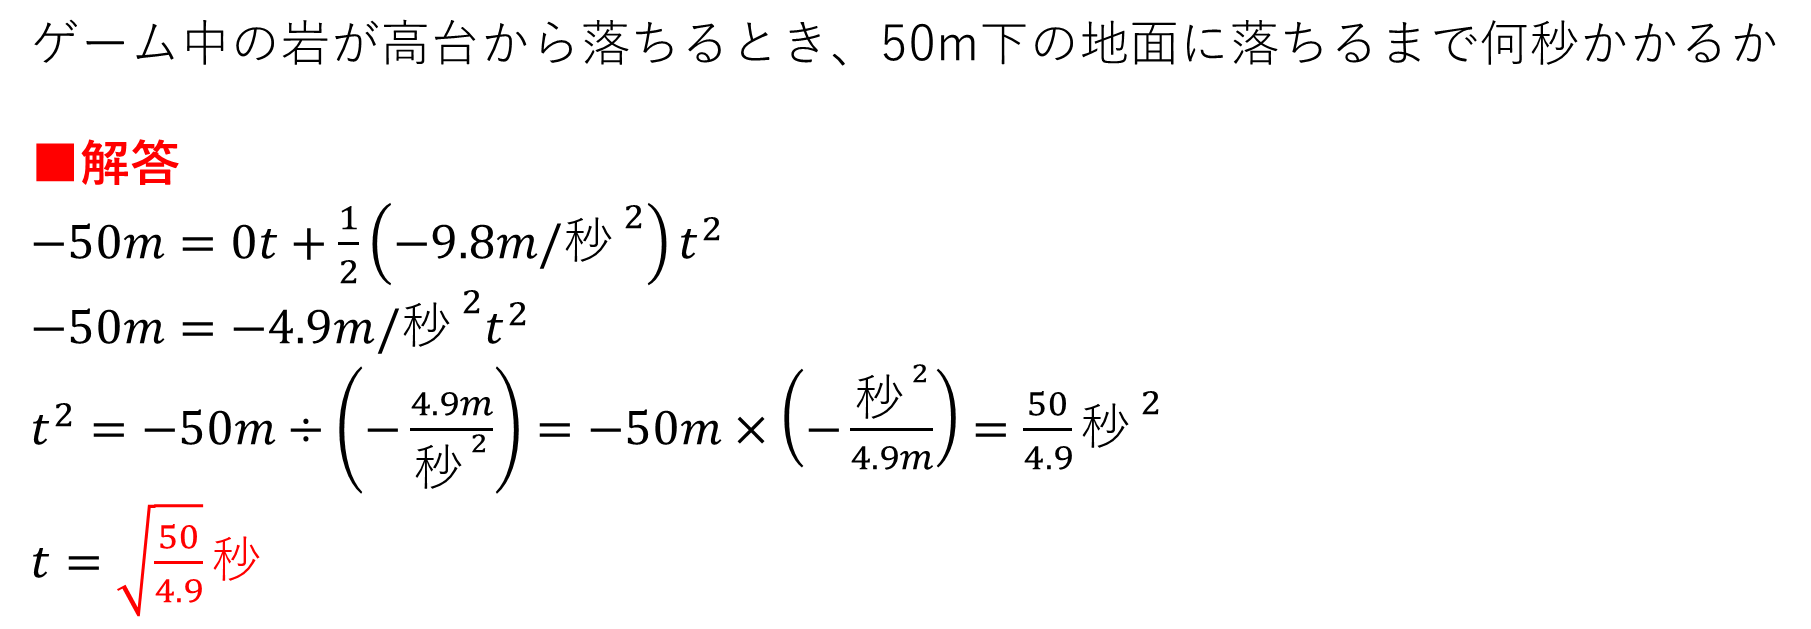 ゲーム中の岩が高台から落ちるとき、50m下の地面に落ちるまで何秒かかるか
■解答
−50m = 0t + 1/2 (−9.8m/秒²) t²
−50m = −4.9m/秒² t²
t² = −50m ÷ (− 4.9m/秒²) = −50m × (− 秒²/4.9m) = 50/4.9 秒²
t = √(50/4.9) 秒